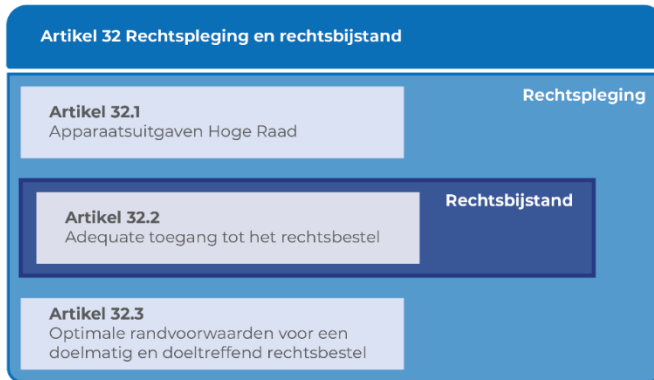 Artikel 32 Rechtspleging en rechtsbijstand
Rechtspleging
Artikel 32.1
Apparaatsuitgaven Hoge Raad
Rechtsbijstand
Artikel 32.2
Adequate toegang tot het rechtsbestel
Artikel 32.3
Optimale randvoorwaarden voor een
doelmatig en doeltreffend rechtsbestel